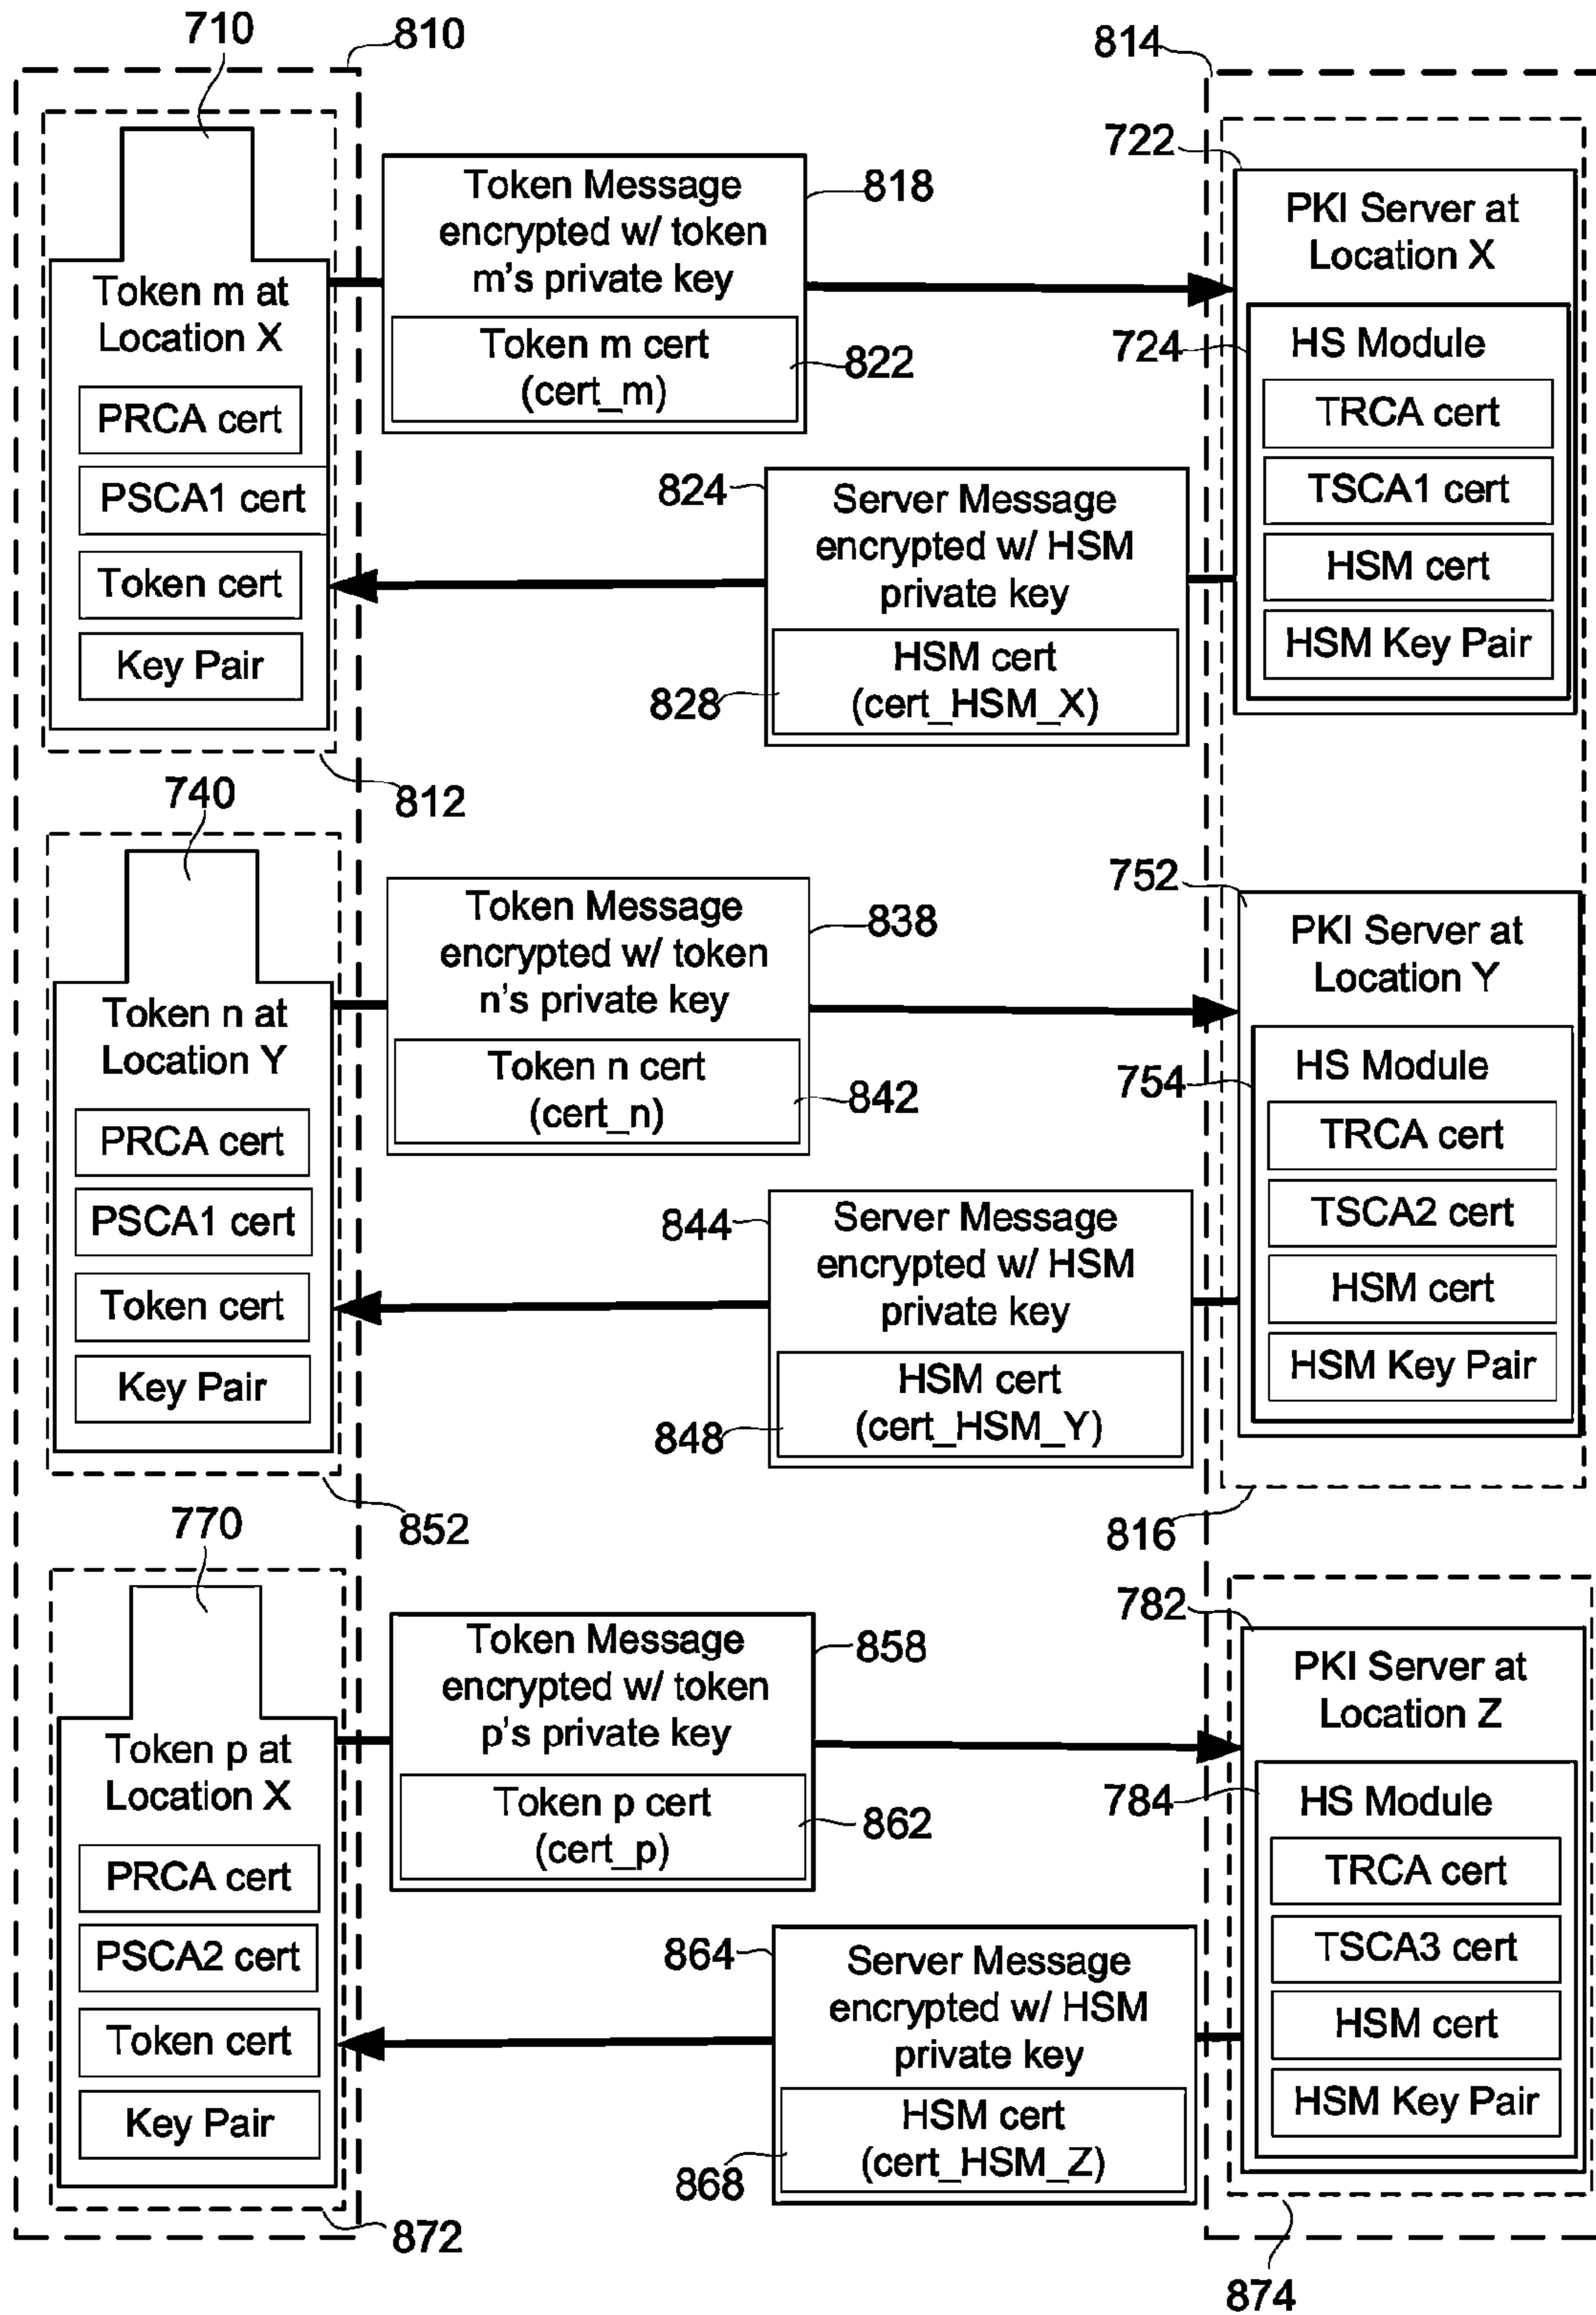 710
810
814
722
Token Message
encrypted w/ token
m's private key
818
Token m cert
(cert_m)
822
PKI Server at
Location X
Token m at
Location X
PRCA cert
PSCA1 cert
Token cert
Key Pair
724
HS Module
TRCA cert
TSCA1 cert
HSM cert
HSM Key Pair
824
Server Message
encrypted w/ HSM
private key
HSM cert
(cert_HSM_X)
828
812
740
752
Token Message
encrypted w/ token
n's private key
838
Token n cert
(cert_n)
842
PKI Server at
Location Y
Token n at
Location Y
PRCA cert
PSCA1 cert
Token cert
Key Pair
754
HS Module
TRCA cert
TSCA2 cert
HSM cert
HSM Key Pair
844
Server Message
encrypted w/ HSM
private key
HSM cert
(cert_HSM_Y)
848
852
816
770
782
Token Message
encrypted w/ token
p's private key
858
Token p cert
(cert_p)
862
PKI Server at
Location Z
Token p at
Location X
PRCA cert
PSCA2 cert
Token cert
Key Pair
784
HS Module
TRCA cert
TSCA3 cert
HSM cert
HSM Key Pair
864
Server Message
encrypted w/ HSM
private key
HSM cert
(cert_HSM_Z)
868
872
874